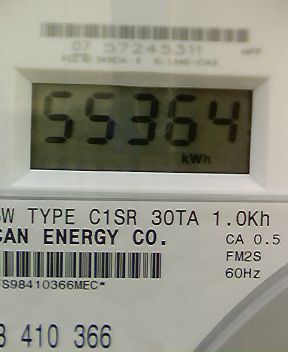 07 57245311
55364
kWh
W TYPE C1SR 30TA 1.0Kh
CAN ENERGY CO.
CA 0.5
FM2S
60Hz
S98410366MEC*
410 366